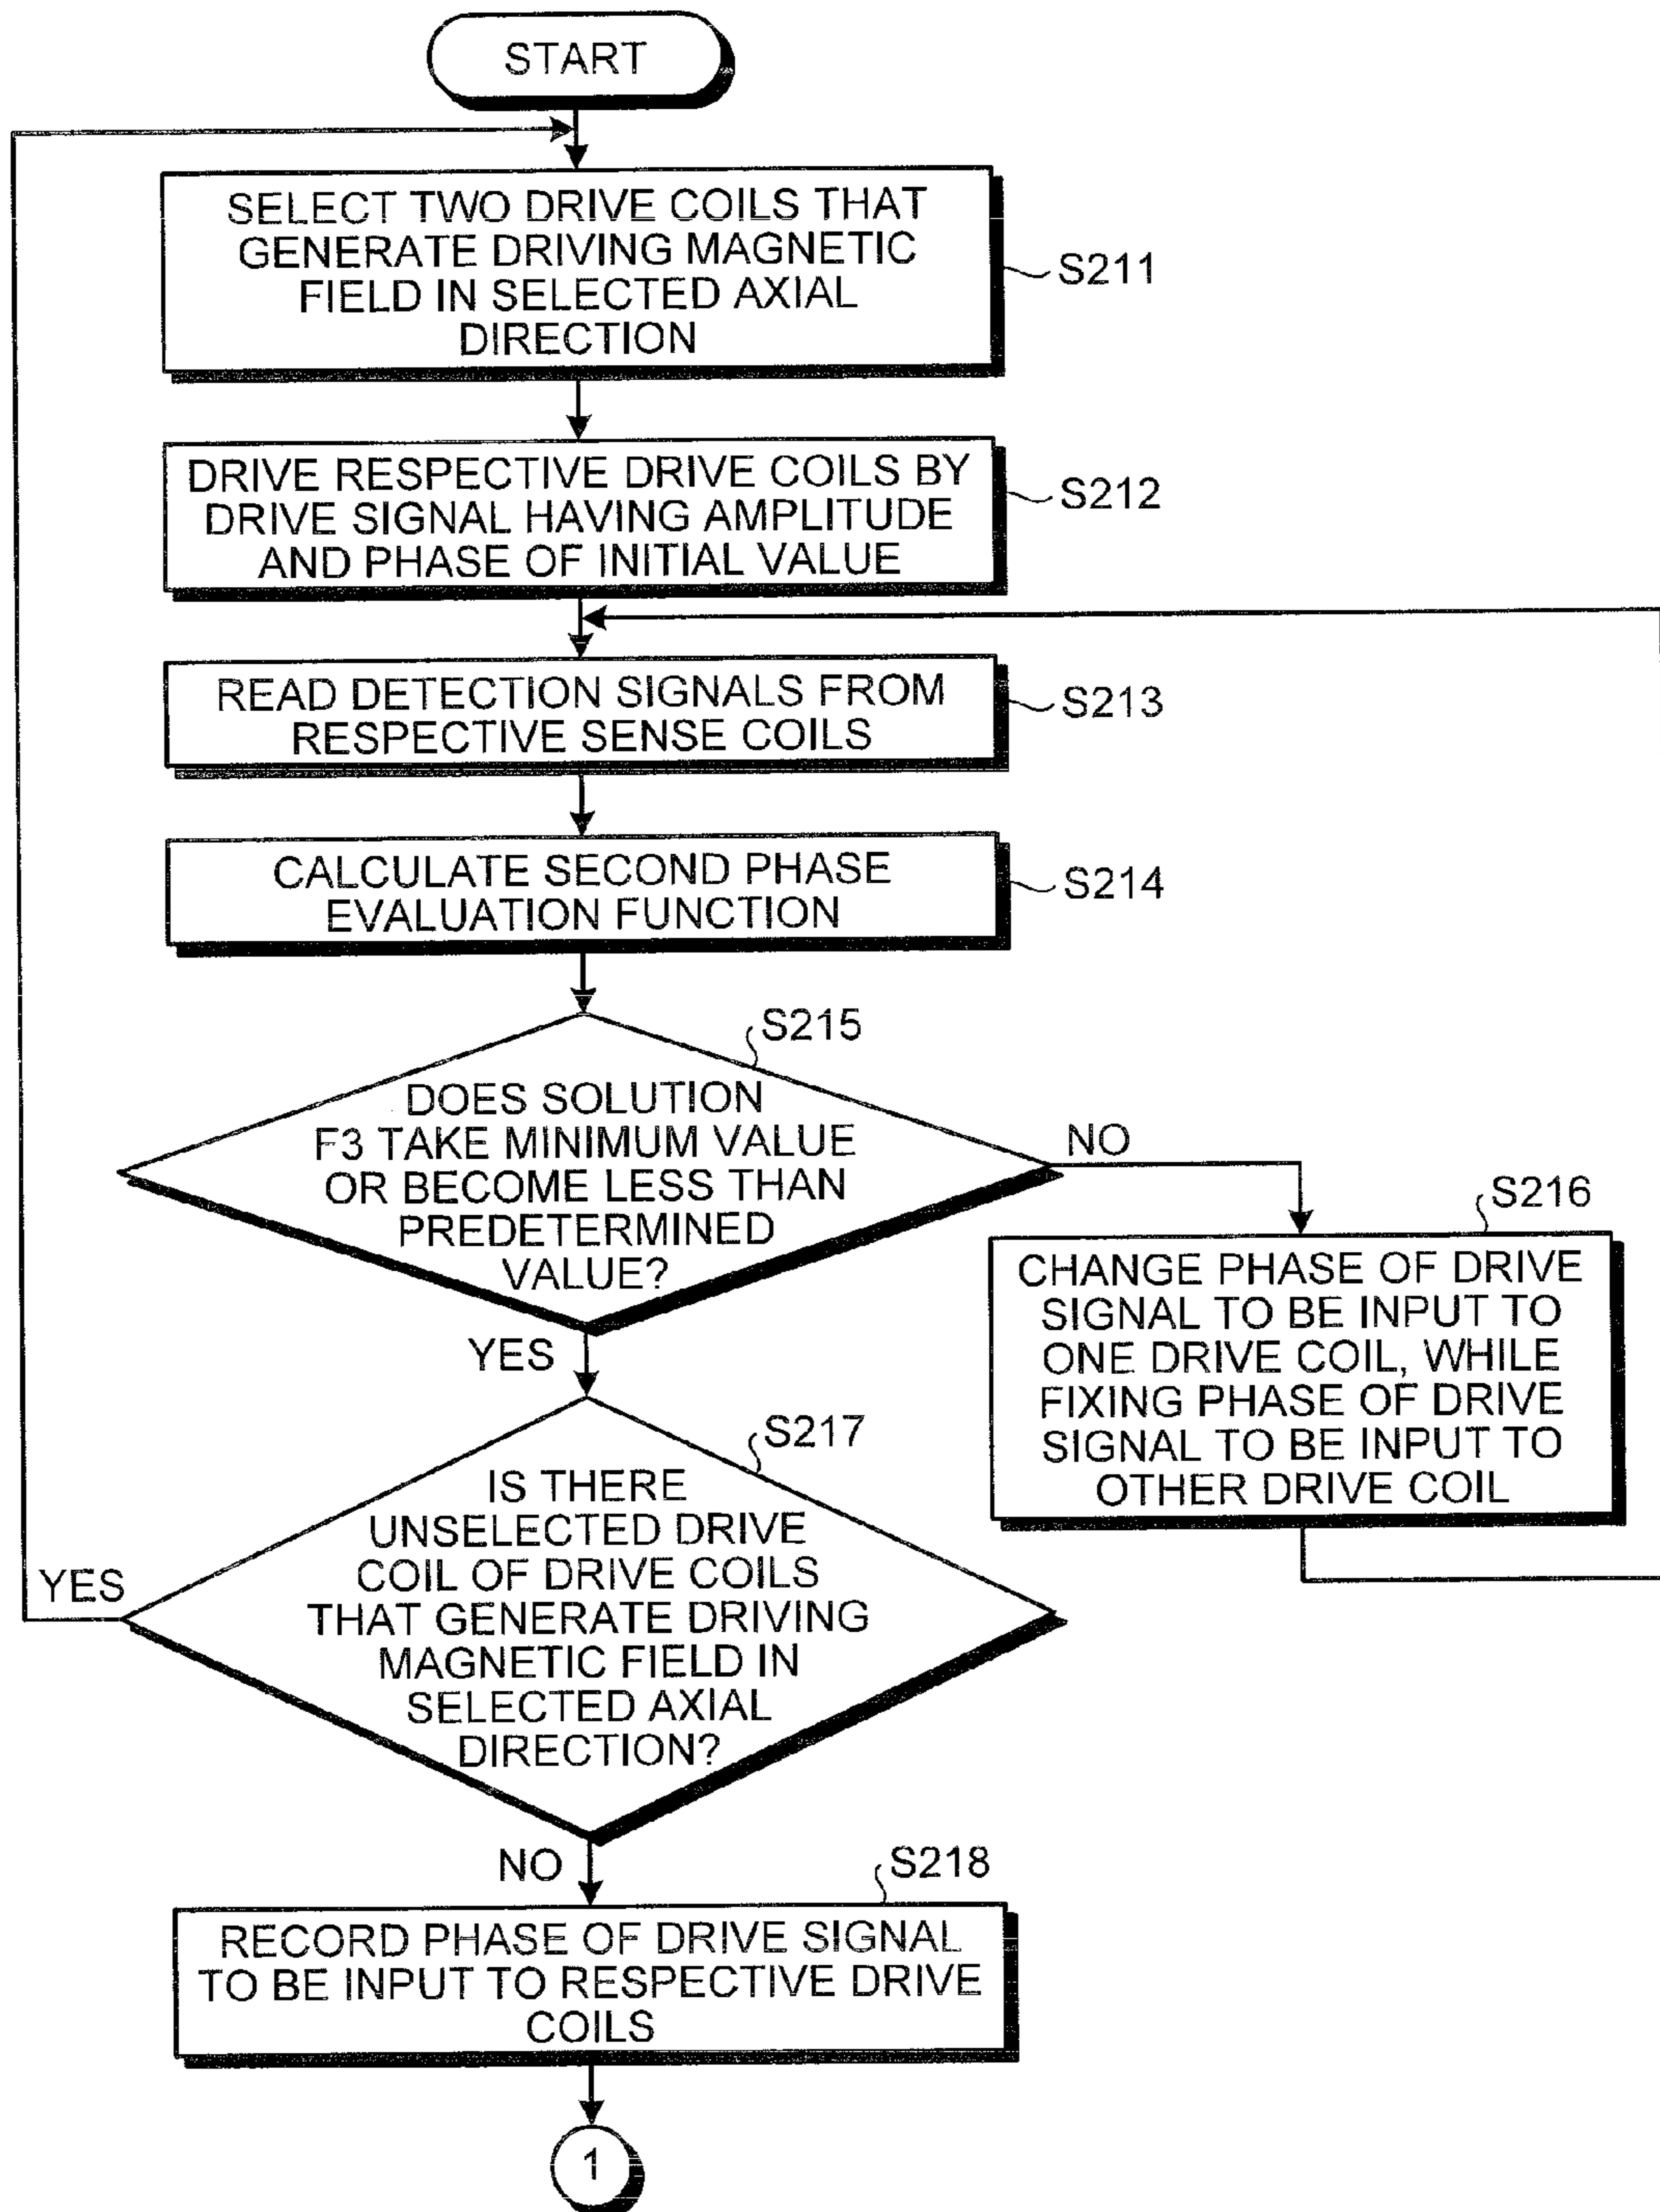 START
SELECT TWO DRIVE COILS THAT
GENERATE DRIVING MAGNETIC
FIELD IN SELECTED AXIAL
DIRECTION
S211
DRIVE RESPECTIVE DRIVE COILS BY
DRIVE SIGNAL HAVING AMPLITUDE
AND PHASE OF INITIAL VALUE
S212
READ DETECTION SIGNALS FROM
RESPECTIVE SENSE COILS
S213
CALCULATE SECOND PHASE
EVALUATION FUNCTION
S214
S215
DOES SOLUTION
F3 TAKE MINIMUM VALUE
OR BECOME LESS THAN
PREDETERMINED
VALUE?
NO
S216
CHANGE PHASE OF DRIVE
SIGNAL TO BE INPUT TO
ONE DRIVE COIL, WHILE
FIXING PHASE OF DRIVE
SIGNAL TO BE INPUT TO
OTHER DRIVE COIL
YES
S217
IS THERE
UNSELECTED DRIVE
COIL OF DRIVE COILS
THAT GENERATE DRIVING
MAGNETIC FIELD IN
SELECTED AXIAL
DIRECTION?
YES
NO
S218
RECORD PHASE OF DRIVE SIGNAL
TO BE INPUT TO RESPECTIVE DRIVE
COILS
1